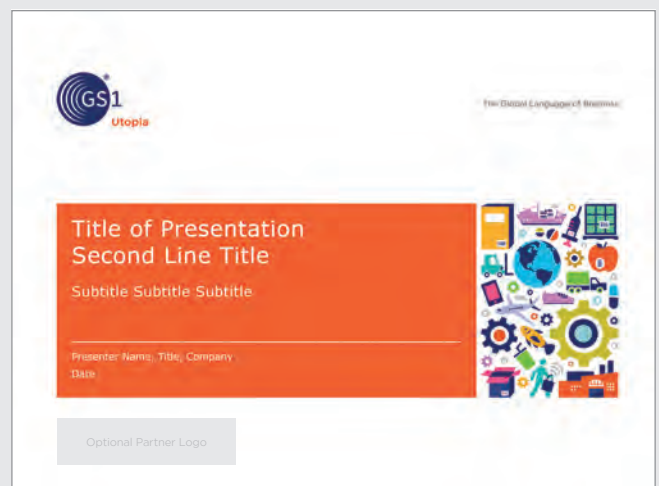 GS1
Utopia
The Global Language of Business
Title of Presentation
Second Line Title
Subtitle Subtitle Subtitle
Presenter Name, Title, Company
Date
Optional Partner Logo